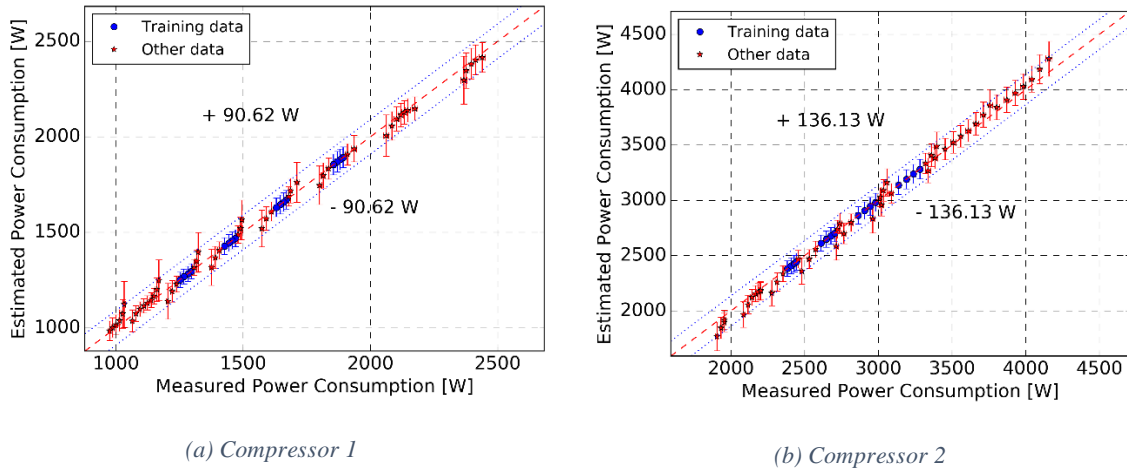 Training data
Other data
+ 90.62 W
- 90.62 W
2500
2000
1500
1000
1000 1500 2000 2500
Estimated Power Consumption [W]
Measured Power Consumption [W]
(a) Compressor 1
Training data
Other data
+ 136.13 W
- 136.13 W
4500
4000
3500
3000
2500
2000
2000 2500 3000 3500 4000 4500
Estimated Power Consumption [W]
Measured Power Consumption [W]
(b) Compressor 2